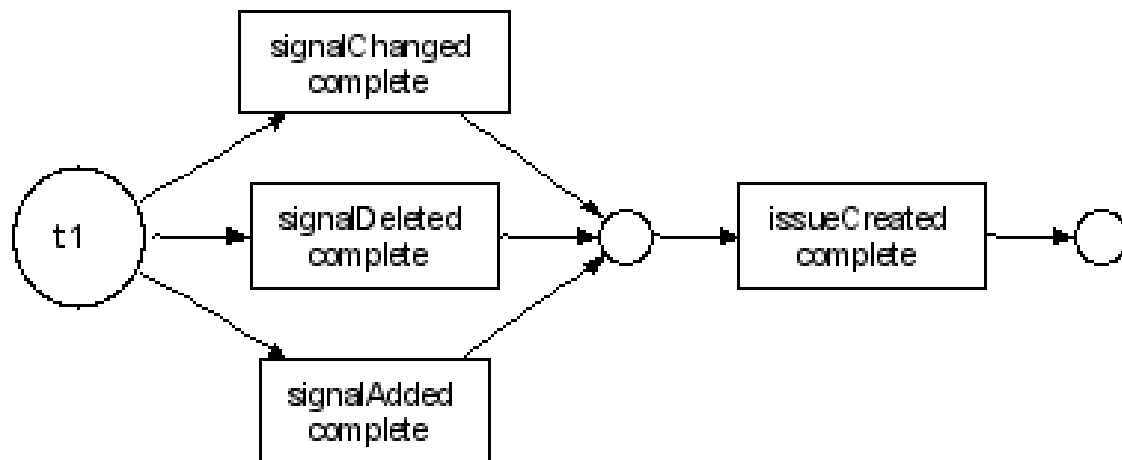 signalChanged
complete
t1
signalDeleted
complete
issueCreated
complete
signalAdded
complete